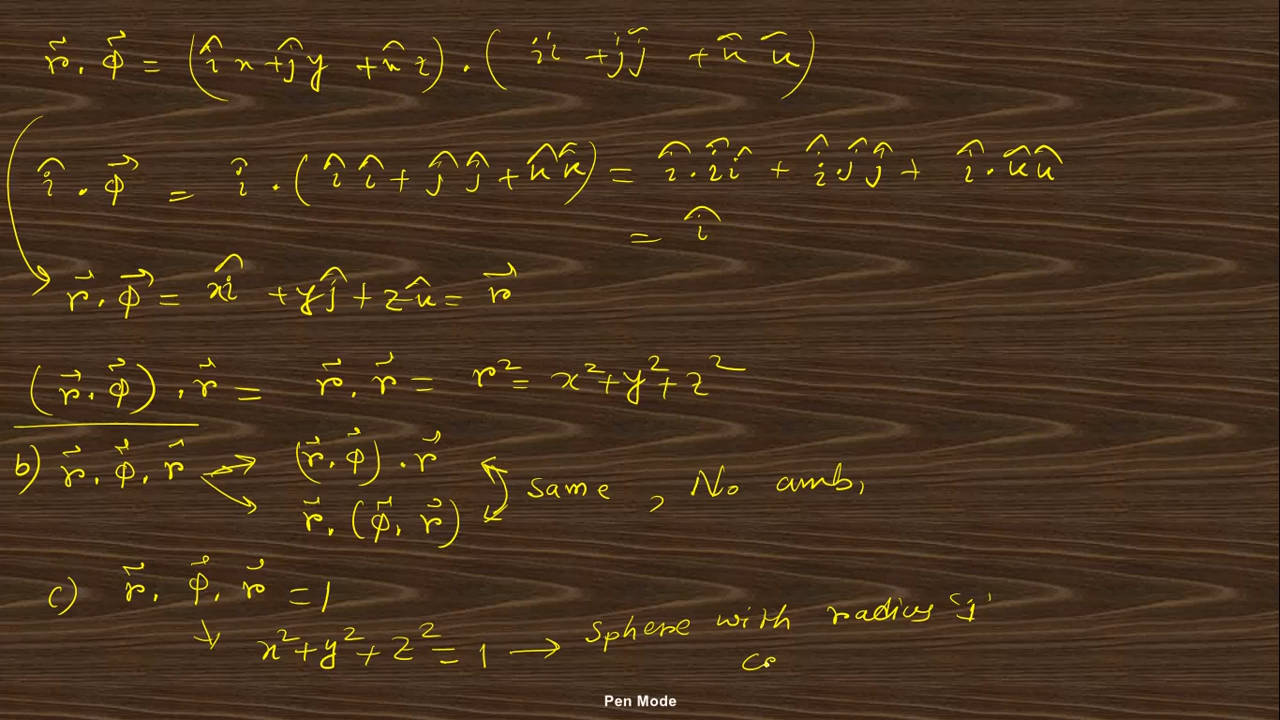 r⃗ . ϕ⃗ = (î x + ĵ y + k̂ z) . (îî + ĵĵ + k̂k̂)
î . ϕ⃗ = î . (îî + ĵĵ + k̂k̂) = î.îî + î.ĵĵ + î.k̂k̂
= î
r⃗ . ϕ⃗ = xî + yĵ + zk̂ = r⃗
(r⃗ . ϕ⃗) . r⃗ = r⃗ . r⃗ = r² = x² + y² + z²
b) r⃗ . ϕ⃗ . r⃗ (r⃗ . ϕ⃗) . r⃗
r⃗ . (ϕ⃗ . r⃗) same, No amb.
c) r⃗ . ϕ⃗ . r⃗ = 1
↓ x² + y² + z² = 1 → Sphere with radius '1'
Ce
Pen Mode